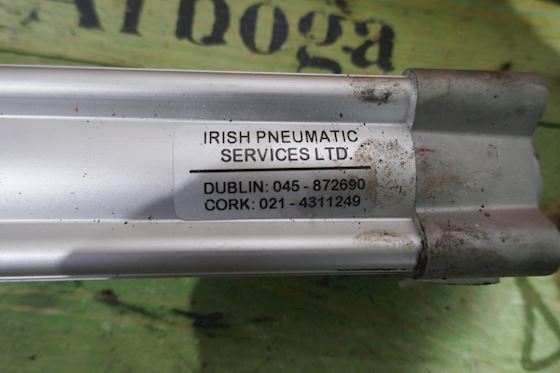 Arboga
IRISH PNEUMATIC
SERVICES LTD.
DUBLIN: 045 - 872690
CORK: 021 - 4311249